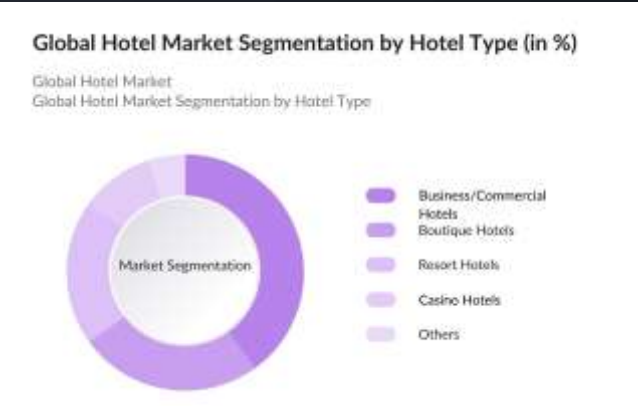 Global Hotel Market Segmentation by Hotel Type (in %)
Global Hotel Market
Global Hotel Market Segmentation by Hotel Type
Market Segmentation
Business/Commercial
Hotels
Boutique Hotels
Resort Hotels
Casino Hotels
Others